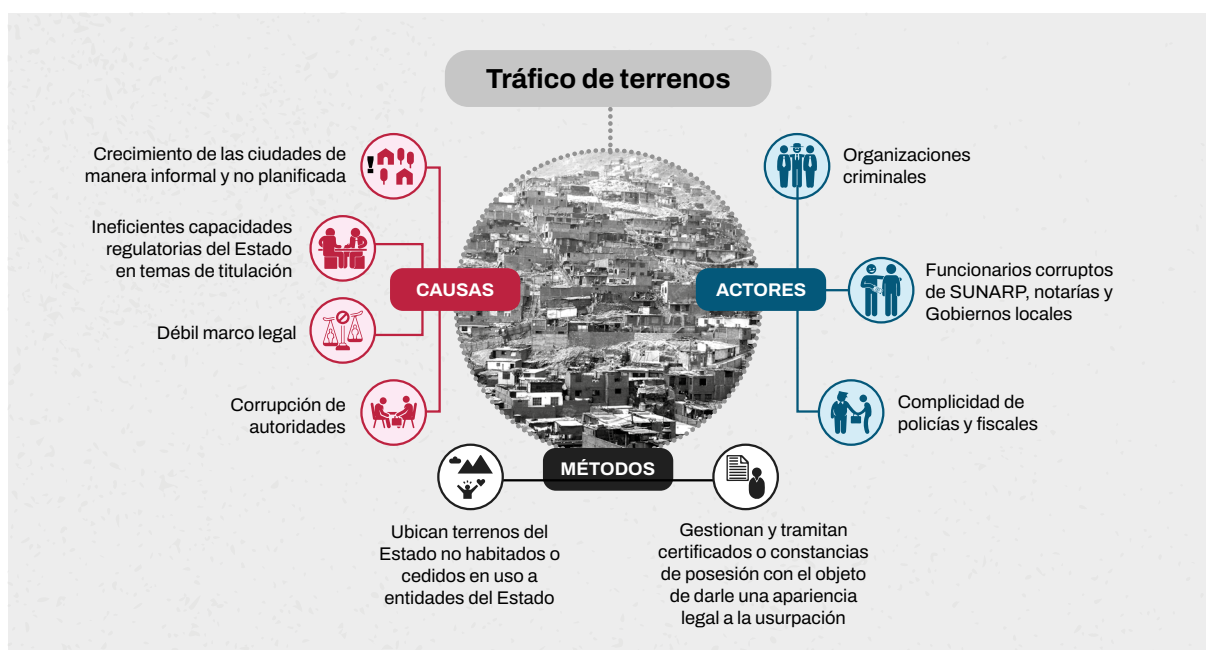 Tráfico de terrenos
Crecimiento de las ciudades de
manera informal y no planificada
Ineficientes capacidades
regulatorias del Estado
en temas de titulación
CAUSAS
Débil marco legal
Corrupción de
autoridades
Organizaciones
criminales
ACTORES
Funcionarios corruptos
de SUNARP, notarías y
Gobiernos locales
Complicidad de
policías y fiscales
MÉTODOS
Ubican terrenos del
Estado no habitados o
cedidos en uso a
entidades del Estado
Gestionan y tramitan
certificados o constancias
de posesión con el objeto
de darle una apariencia
legal a la usurpación